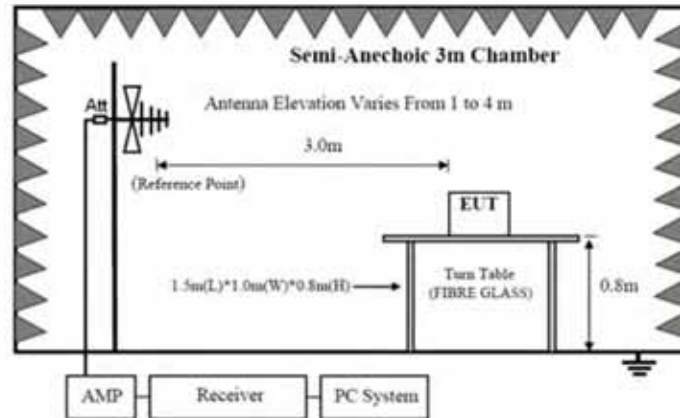 Semi-Anechoic 3m Chamber
Att
Antenna Elevation Varies From 1 to 4 m
3.0m
(Reference Point)
EUT
1.5m(L)*1.0m(W)*0.8m(H)
Turn Table
(FIBRE GLASS)
0.8m
AMP
Receiver
PC System